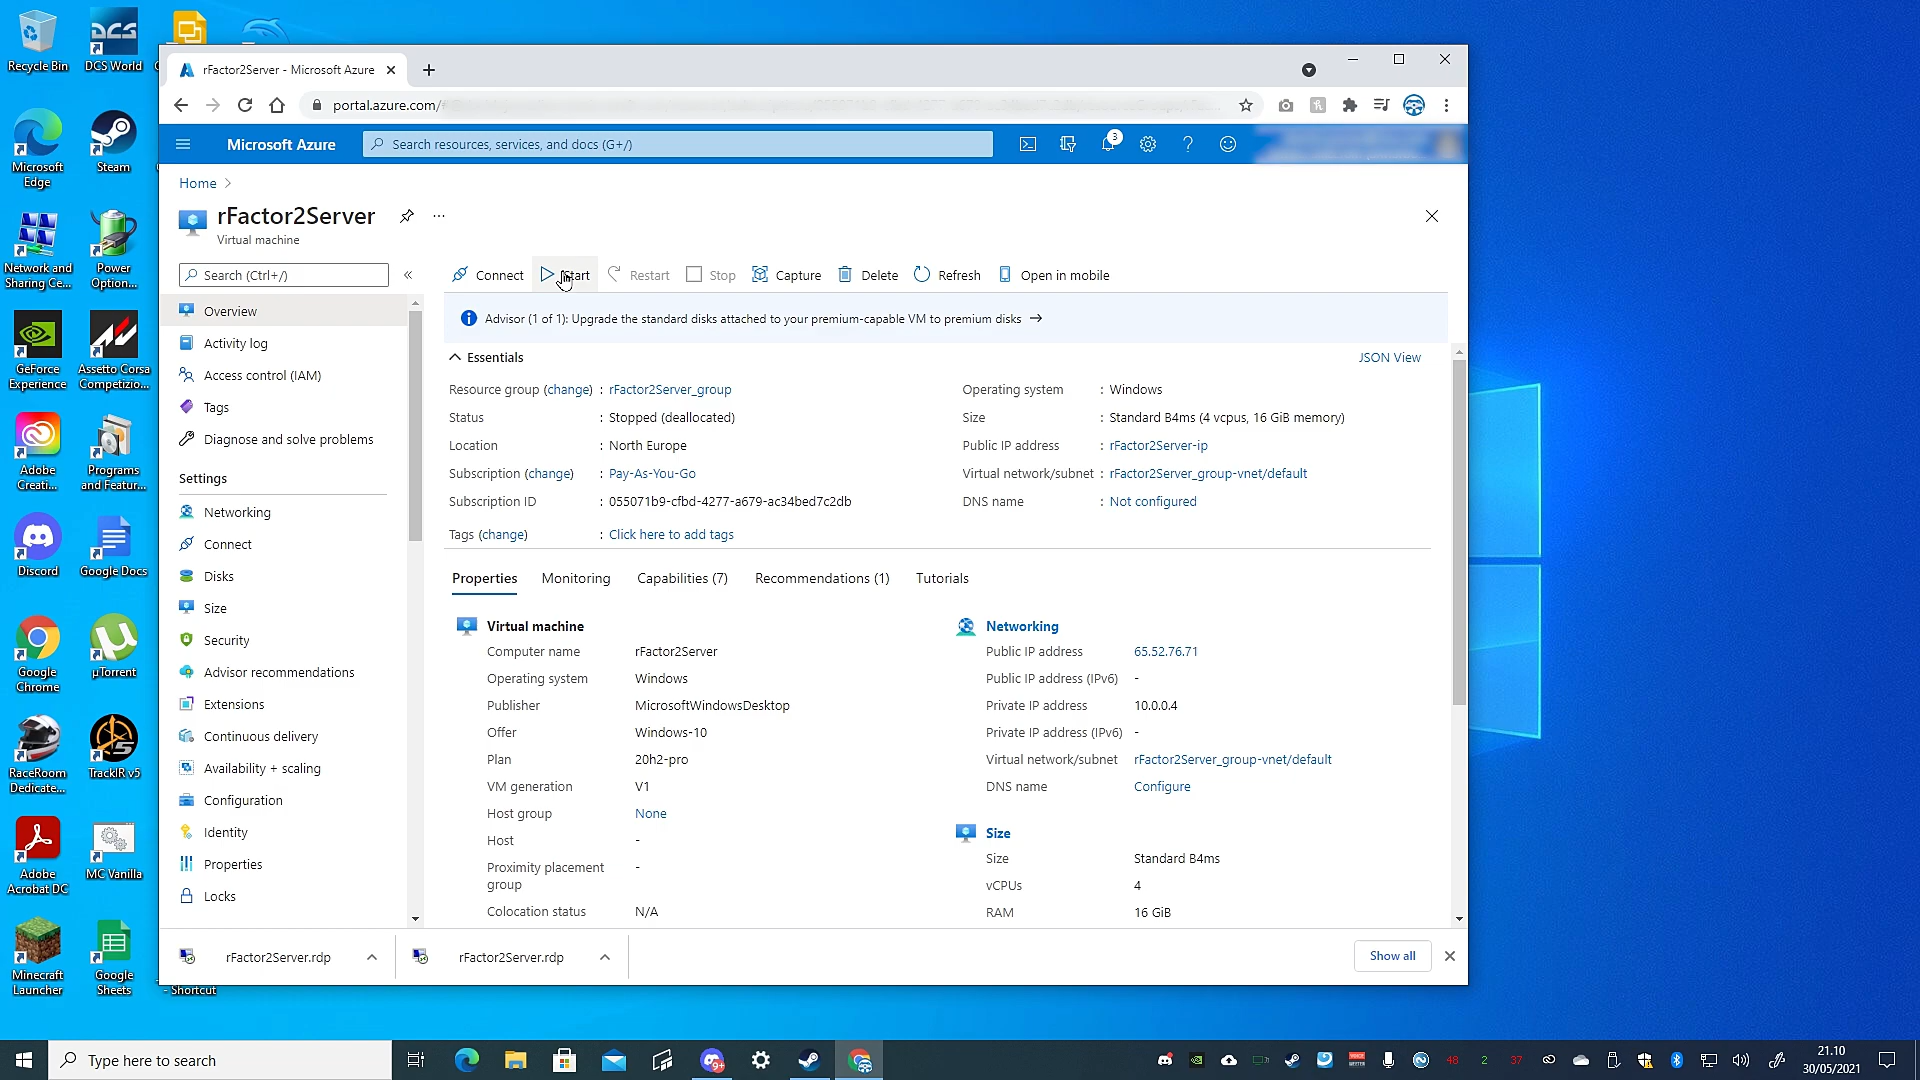 Recycle Bin
DCS World
Microsoft Edge
Steam
Network and Sharing Ce...
Power Option...
GeForce Experience
Assetto Corsa Competizio...
Adobe Creati...
Programs and Featur...
Discord
Google Docs
Google Chrome
µTorrent
RaceRoom Dedicate...
TrackIR v5
Adobe Acrobat DC
MC Vanilla
Minecraft Launcher
Google Sheets
- Shortcut
rFactor2Server - Microsoft Azure
portal.azure.com/#
Microsoft Azure
Search resources, services, and docs (G+/)
3
Home
rFactor2Server
Virtual machine
Search (Ctrl+/)
Connect
Start
Restart
Stop
Capture
Delete
Refresh
Open in mobile
Advisor (1 of 1): Upgrade the standard disks attached to your premium-capable VM to premium disks →
Overview
Activity log
Access control (IAM)
Tags
Diagnose and solve problems
Settings
Networking
Connect
Disks
Size
Security
Advisor recommendations
Extensions
Continuous delivery
Availability + scaling
Configuration
Identity
Properties
Locks
Essentials
JSON View
Resource group (change) : rFactor2Server_group
Status : Stopped (deallocated)
Location : North Europe
Subscription (change) : Pay-As-You-Go
Subscription ID : 055071b9-cfbd-4277-a679-ac34bed7c2db
Tags (change) : Click here to add tags
Operating system : Windows
Size : Standard B4ms (4 vcpus, 16 GiB memory)
Public IP address : rFactor2Server-ip
Virtual network/subnet : rFactor2Server_group-vnet/default
DNS name : Not configured
Properties
Monitoring
Capabilities (7)
Recommendations (1)
Tutorials
Virtual machine
Computer name rFactor2Server
Operating system Windows
Publisher MicrosoftWindowsDesktop
Offer Windows-10
Plan 20h2-pro
VM generation V1
Host group None
Host -
Proximity placement group -
Colocation status N/A
Networking
Public IP address 65.52.76.71
Public IP address (IPv6) -
Private IP address 10.0.0.4
Private IP address (IPv6) -
Virtual network/subnet rFactor2Server_group-vnet/default
DNS name Configure
Size
Size Standard B4ms
vCPUs 4
RAM 16 GiB
rFactor2Server.rdp
rFactor2Server.rdp
Show all
Type here to search
9+
48
2
37
21.10
30/05/2021